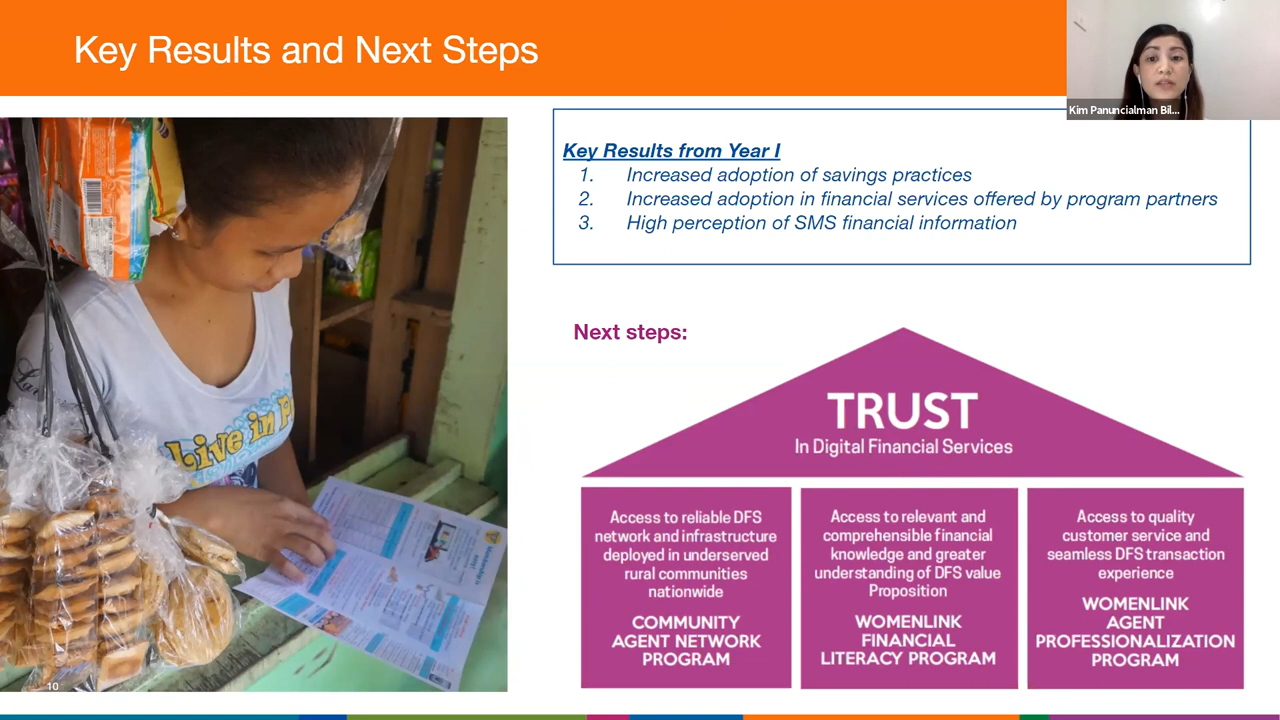 Key Results and Next Steps
Kim Panuncialman Bil...
Key Results from Year I
1. Increased adoption of savings practices
2. Increased adoption in financial services offered by program partners
3. High perception of SMS financial information
Live in
Next steps:
TRUST
In Digital Financial Services
Access to reliable DFS
network and infrastructure
deployed in underserved
rural communities
nationwide
COMMUNITY
AGENT NETWORK
PROGRAM
Access to relevant and
comprehensible financial
knowledge and greater
understanding of DFS value
Proposition
WOMENLINK
FINANCIAL
LITERACY PROGRAM
Access to quality
customer service and
seamless DFS transaction
experience
WOMENLINK
AGENT
PROFESSIONALIZATION
PROGRAM
10